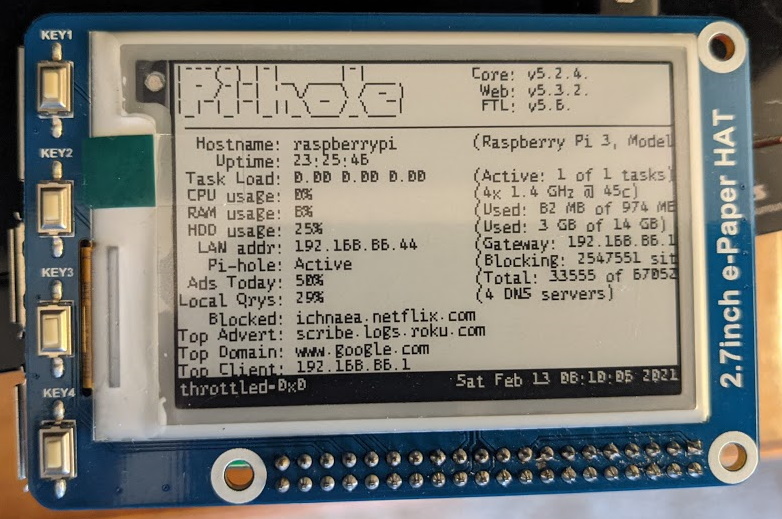 KEY1
KEY2
KEY3
KEY4
Pi-hole
Core: v5.2.4.
Web: v5.3.2.
FTL: v5.6.
Hostname: raspberrypi (Raspberry Pi 3, Model
Uptime: 23:25:46
Task Load: 0.00 0.00 0.00 (Active: 1 of 1 tasks)
CPU usage: 0% (4x 1.4 GHz @ 45c)
RAM usage: 8% (Used: 82 MB of 974 MB
HDD usage: 25% (Used: 3 GB of 14 GB)
LAN addr: 192.168.86.44 (Gateway: 192.168.86.1
Pi-hole: Active (Blocking: 2547551 sit
Ads Today: 50% (Total: 33555 of 67052
Local Qrys: 29% (4 DNS servers)
Blocked: ichnaea.netflix.com
Top Advert: scribe.logs.roku.com
Top Domain: www.google.com
Top Client: 192.168.86.1
throttled=0x0 Sat Feb 13 08:10:05 2021
2.7inch e-Paper HAT